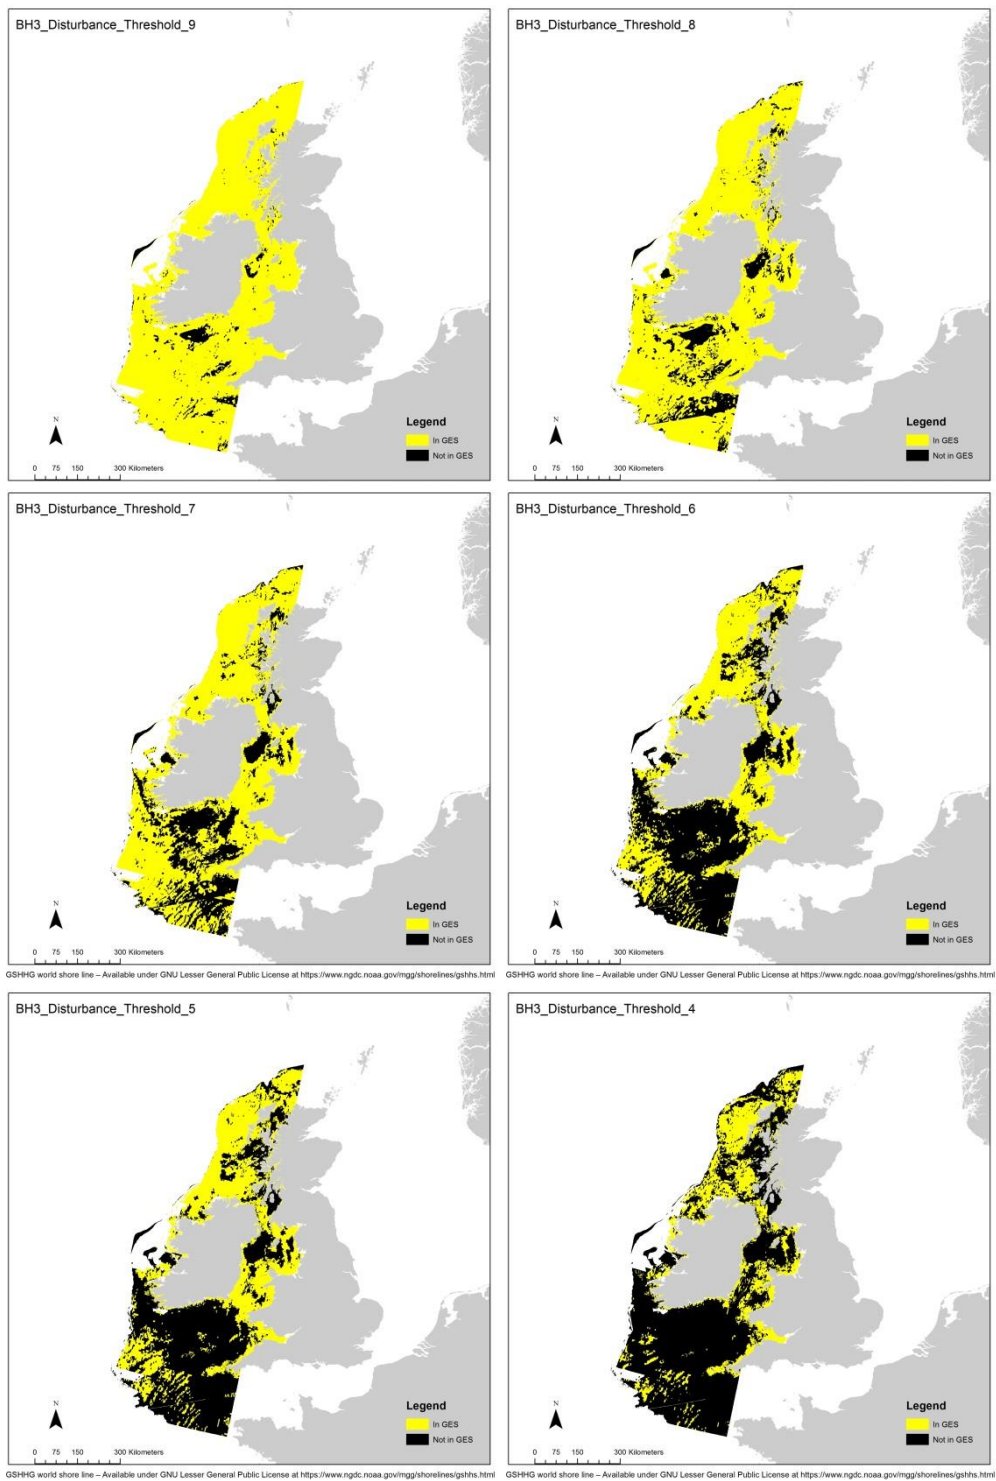 BH3_Disturbance_Threshold_9
N
0 75 150 300 Kilometers
Legend
In GES
Not in GES
BH3_Disturbance_Threshold_8
N
0 75 150 300 Kilometers
Legend
In GES
Not in GES
BH3_Disturbance_Threshold_7
N
0 75 150 300 Kilometers
Legend
In GES
Not in GES
GSHHG world shore line – Available under GNU Lesser General Public License at https://www.ngdc.noaa.gov/mgg/shorelines/gshhs.html
BH3_Disturbance_Threshold_6
N
0 75 150 300 Kilometers
Legend
In GES
Not in GES
GSHHG world shore line – Available under GNU Lesser General Public License at https://www.ngdc.noaa.gov/mgg/shorelines/gshhs.html
BH3_Disturbance_Threshold_5
N
0 75 150 300 Kilometers
Legend
In GES
Not in GES
GSHHG world shore line – Available under GNU Lesser General Public License at https://www.ngdc.noaa.gov/mgg/shorelines/gshhs.html
BH3_Disturbance_Threshold_4
N
0 75 150 300 Kilometers
Legend
In GES
Not in GES
GSHHG world shore line – Available under GNU Lesser General Public License at https://www.ngdc.noaa.gov/mgg/shorelines/gshhs.html